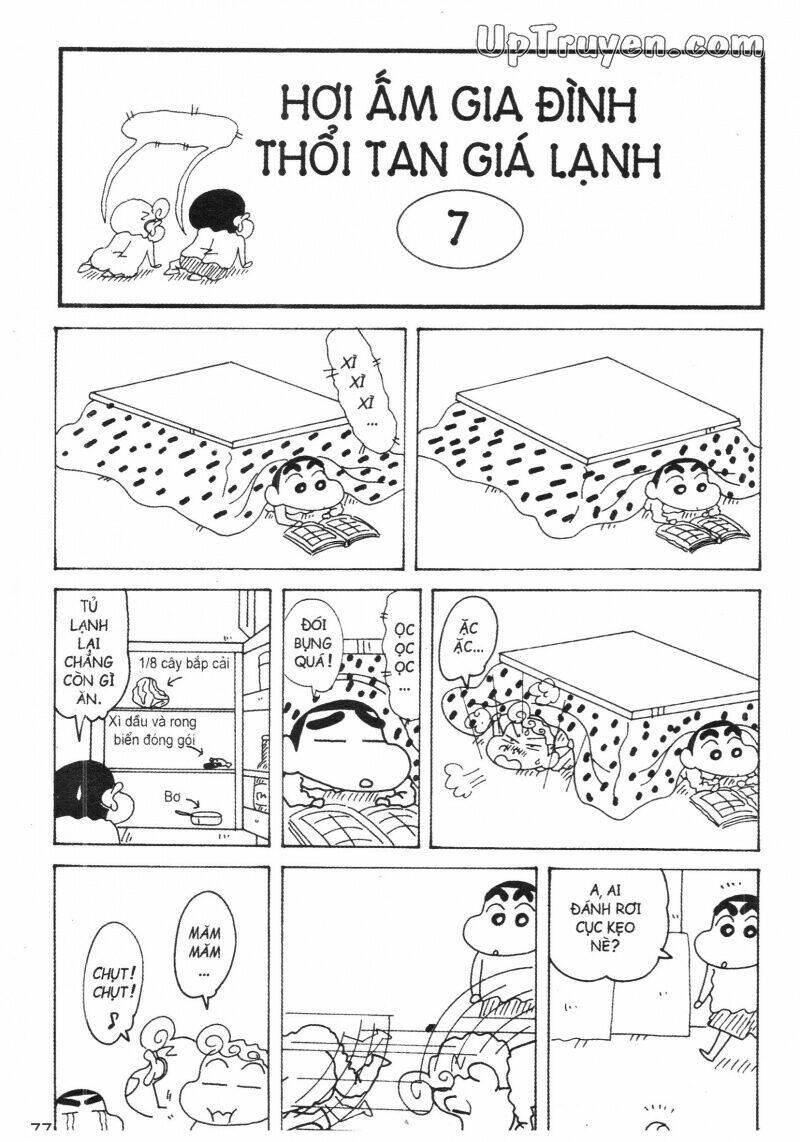 UpTruyen.com
HƠI ẤM GIA ĐÌNH
THỔI TAN GIÁ LẠNH
7
XÌ
XÌ
XÌ
...
TỦ
LẠNH LẠI
CHẲNG
CÒN GÌ
ĂN.
1/8 cây bắp cải
Xì dầu và rong
biển đóng gói
Bơ
ĐÓI
BỤNG
QUÁ!
ỌC
ỌC
ỌC
...
ẶC
ẶC...
CHỤT!
CHỤT!
MĂM
MĂM
...
A, AI
ĐÁNH RƠI
CỤC KẸO
NÈ?
77